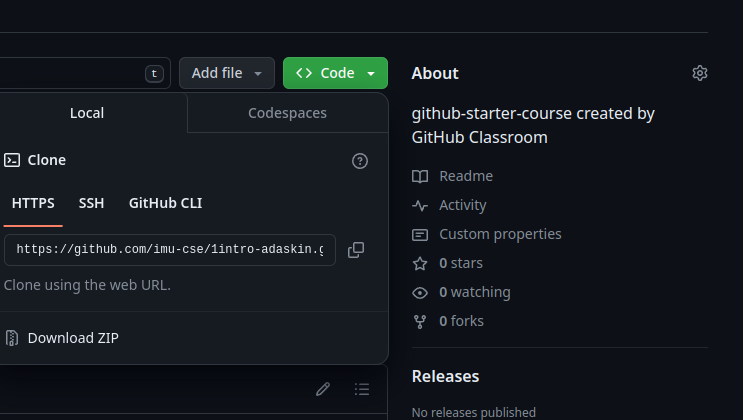 t
Add file
Code
Local
Codespaces
Clone
HTTPS
SSH
GitHub CLI
https://github.com/imu-cse/1intro-adaskin.g
Clone using the web URL.
Download ZIP
About
github-starter-course created by
GitHub Classroom
Readme
Activity
Custom properties
0 stars
0 watching
0 forks
Releases
No releases published